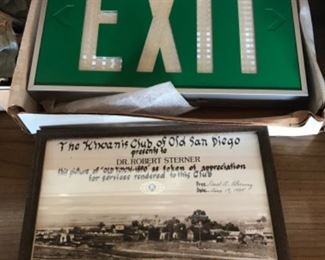 EXIT
The Kiwanis Club of Old San Diego
presents to
DR. ROBERT STERNER
this picture of "OLD TOWN-1880" as token of appreciation
for services rendered to this Club
Pres.
Date